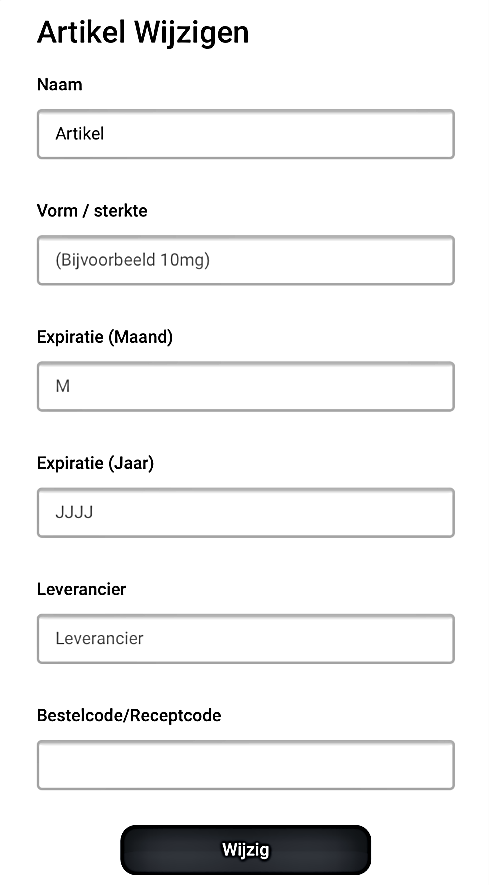 Artikel Wijzigen
Naam
Artikel
Vorm / sterkte
(Bijvoorbeeld 10mg)
Expiratie (Maand)
M
Expiratie (Jaar)
JJJJ
Leverancier
Leverancier
Bestelcode/Receptcode
Wijzig